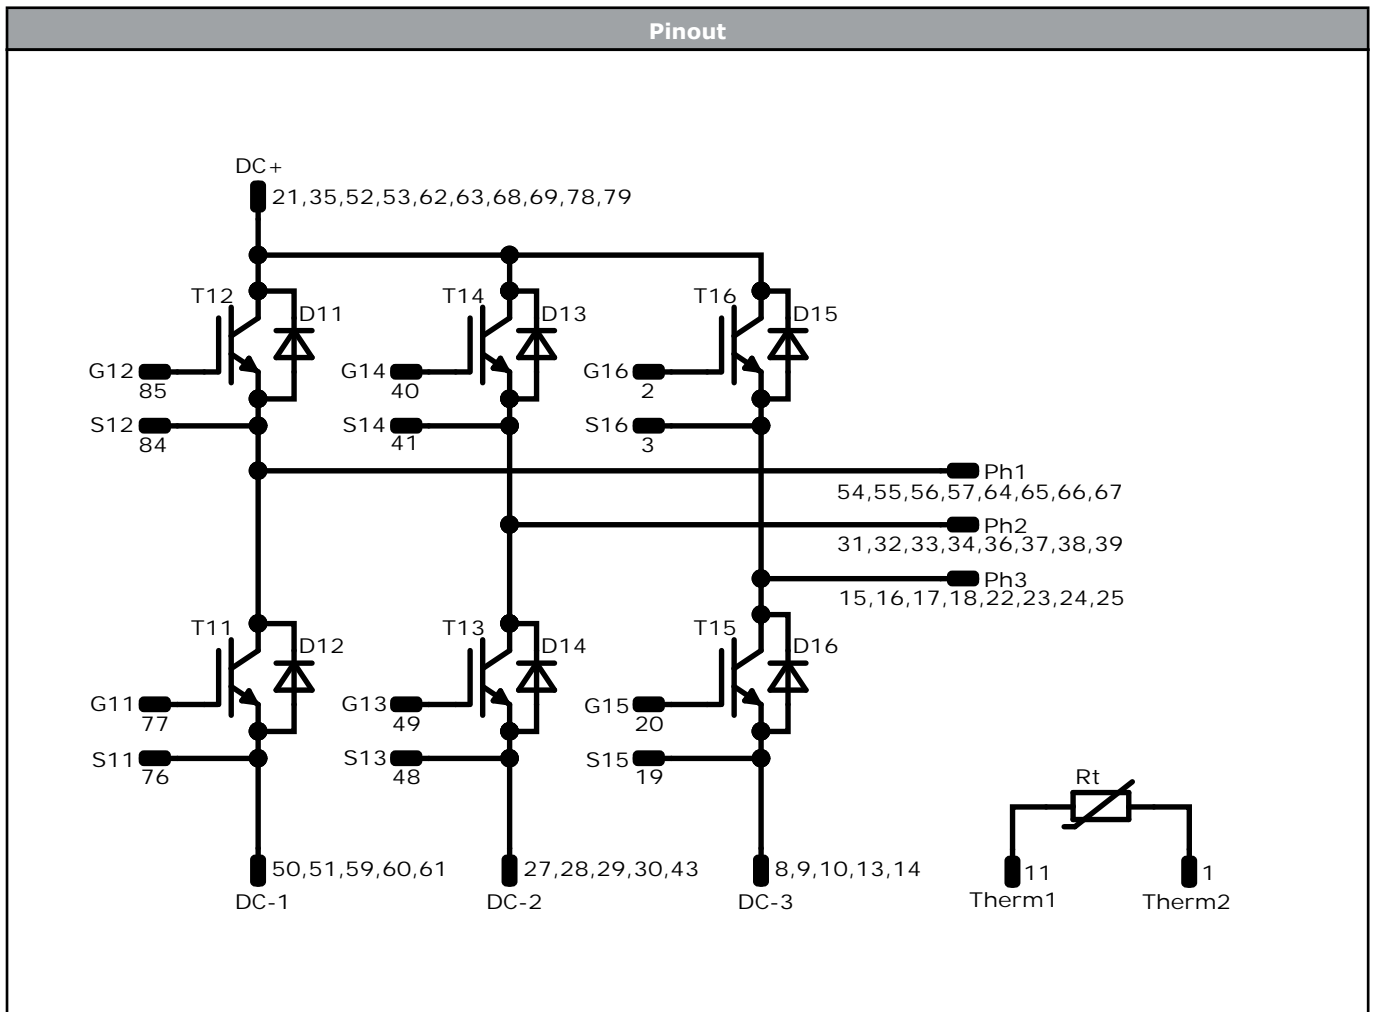 Pinout
DC+
21,35,52,53,62,63,68,69,78,79
T12
D11
T14
D13
T16
D15
G12
85
G14
40
G16
2
S12
84
S14
41
S16
3
Ph1
54,55,56,57,64,65,66,67
Ph2
31,32,33,34,36,37,38,39
Ph3
15,16,17,18,22,23,24,25
T11
D12
T13
D14
T15
D16
G11
77
G13
49
G15
20
S11
76
S13
48
S15
19
Rt
50,51,59,60,61
DC-1
27,28,29,30,43
DC-2
8,9,10,13,14
DC-3
11
Therm1
1
Therm2